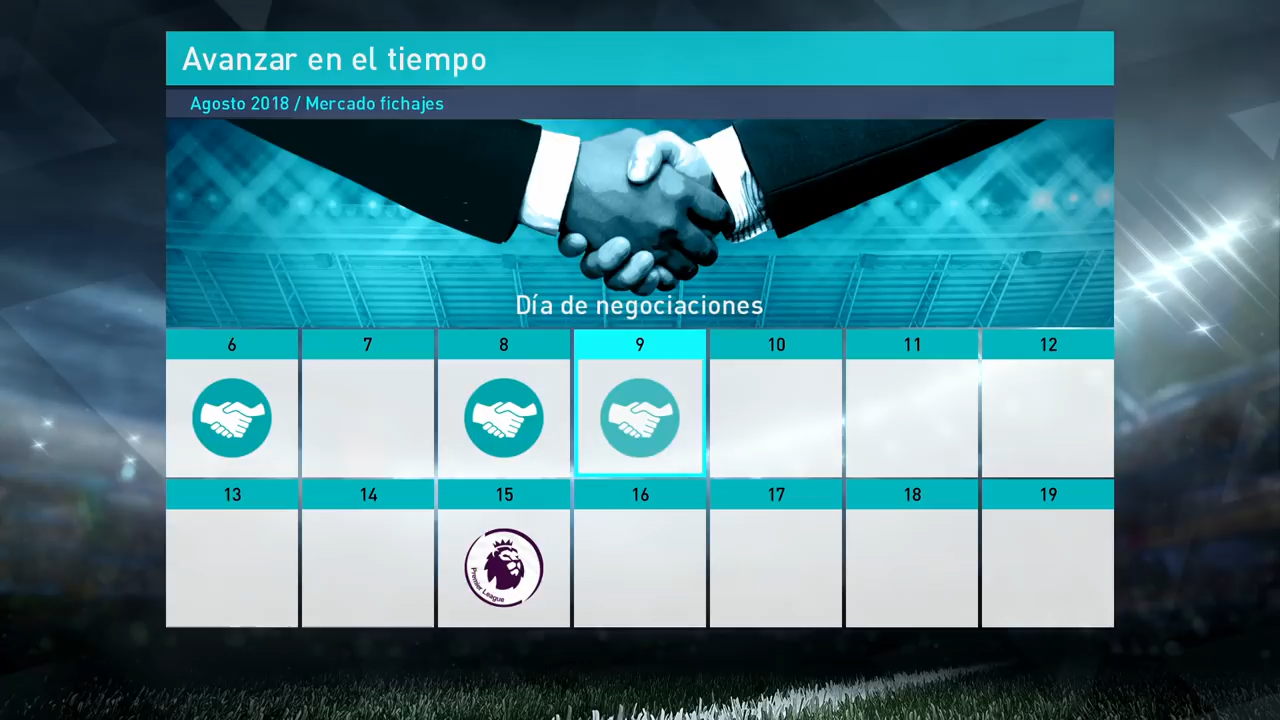 Avanzar en el tiempo
Agosto 2018 / Mercado fichajes
Día de negociaciones
6 7 8 9 10 11 12
13 14 15 16 17 18 19
Premier League